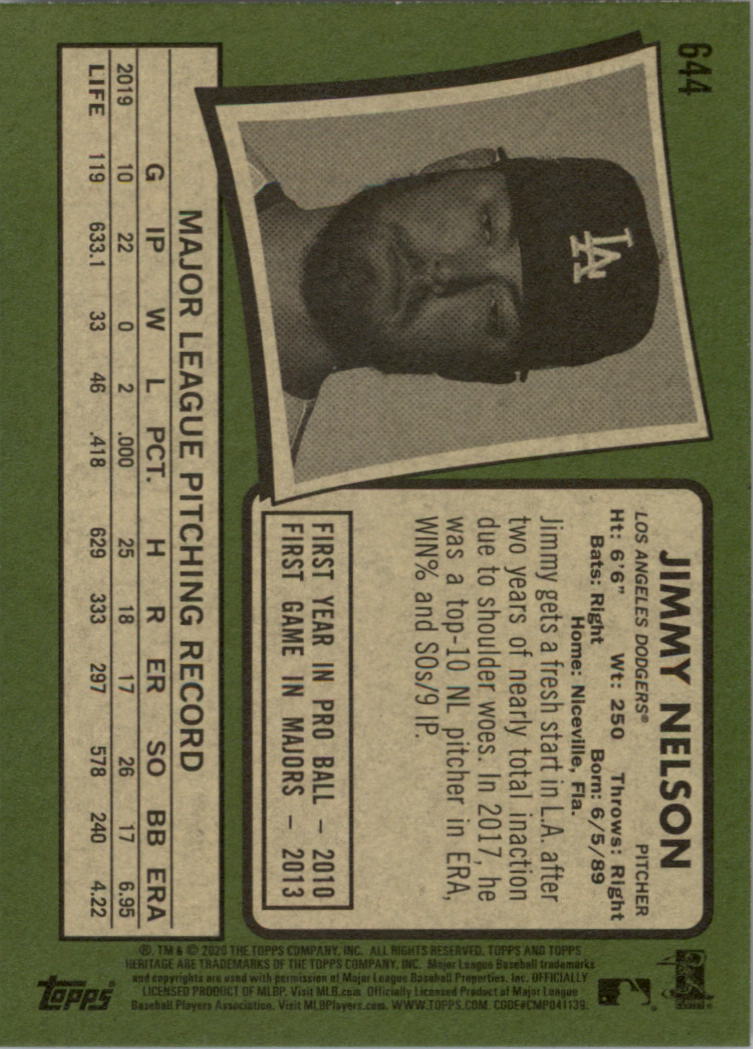 644
LA
JIMMY NELSON
LOS ANGELES DODGERS® PITCHER
Ht: 6'6" Wt: 250 Throws: Right
Bats: Right Born: 6/5/89
Home: Niceville, Fla.
Jimmy gets a fresh start in L.A. after
two years of nearly total inaction
due to shoulder woes. In 2017, he
was a top-10 NL pitcher in ERA,
WIN% and SOs/9 IP.
FIRST YEAR IN PRO BALL – 2010
FIRST GAME IN MAJORS – 2013
MAJOR LEAGUE PITCHING RECORD
G IP W L PCT. H R ER SO BB ERA
2019 10 22 0 2 .000 25 18 17 26 17 6.95
LIFE 119 633.1 33 46 .418 629 333 297 578 240 4.22
®, TM & © 2020 THE TOPPS COMPANY, INC. ALL RIGHTS RESERVED. TOPPS AND TOPPS
HERITAGE ARE TRADEMARKS OF THE TOPPS COMPANY, INC. Major League Baseball trademarks
and copyrights are used with permission of Major League Baseball Properties, Inc. OFFICIALLY
LICENSED PRODUCT OF MLBP. Visit MLB.com Officially Licensed Product of Major League
Baseball Players Association. Visit MLBPlayers.com. WWW.TOPPS.COM. CODE#CMP041139.
topps®